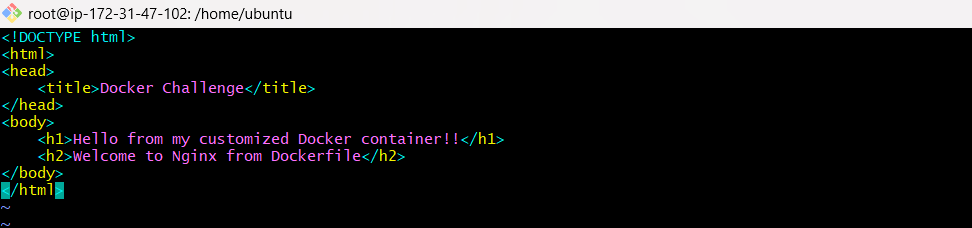 root@ip-172-31-47-102: /home/ubuntu
<!DOCTYPE html>
<html>
<head>
    <title>Docker Challenge</title>
</head>
<body>
    <h1>Hello from my customized Docker container!!</h1>
    <h2>Welcome to Nginx from Dockerfile</h2>
</body>
</html>
~
~